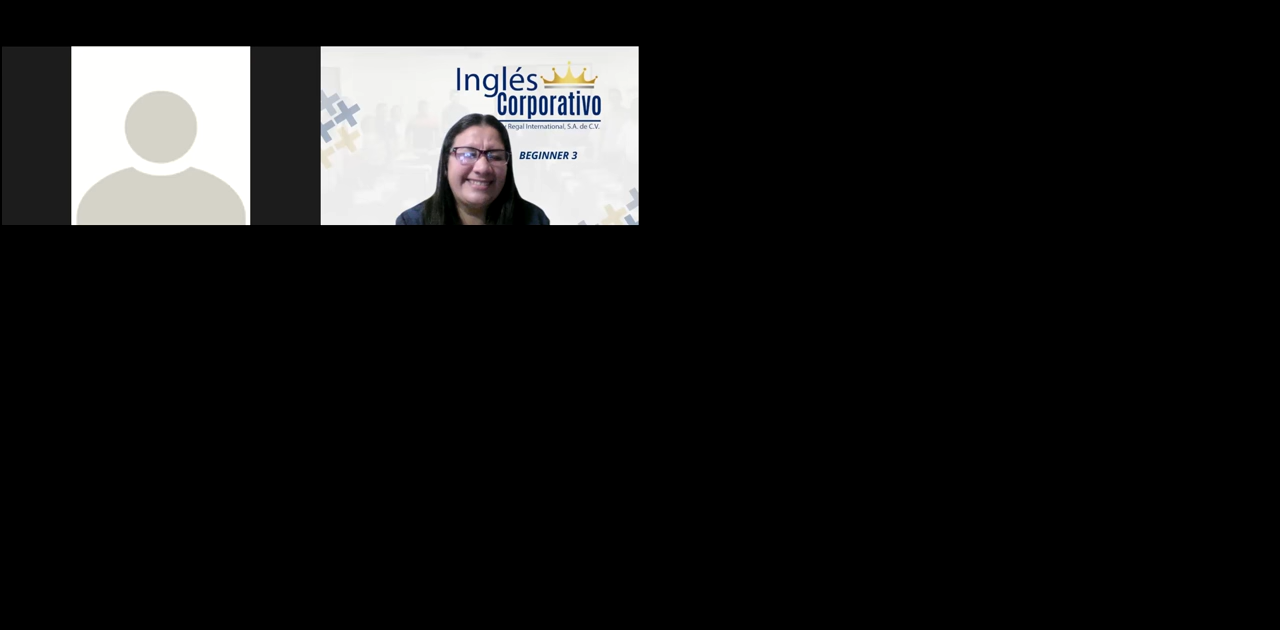 Inglés
Corporativo
Regal International, S.A. de C.V.
BEGINNER 3